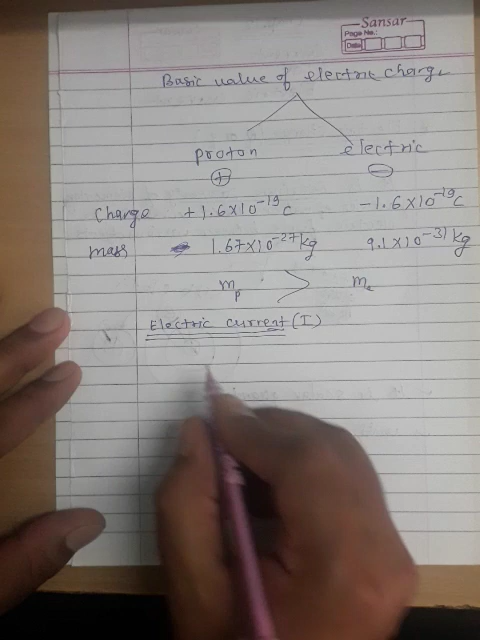 Sansar
Page No.:
Date
Basic value of electric charge
proton electric
+ −
charge +1.6×10⁻¹⁹c −1.6×10⁻¹⁹c
mass 1.67×10⁻²⁷kg 9.1×10⁻³¹kg
mp > me
Electric current (I)